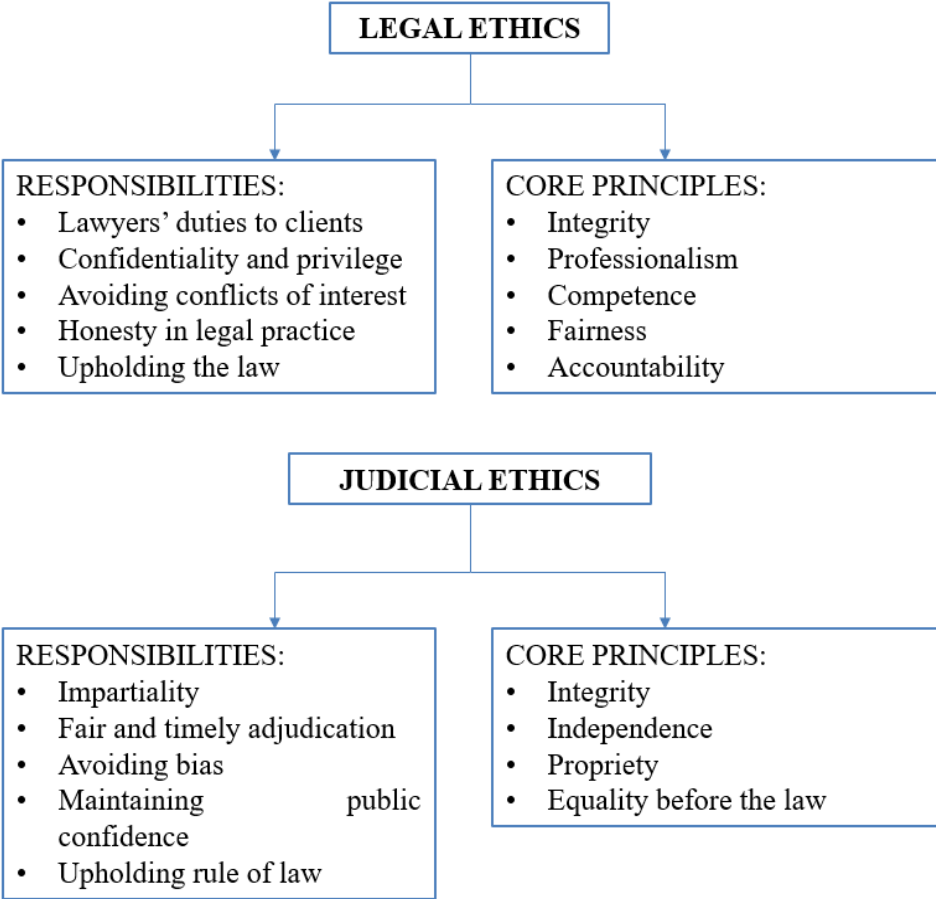 LEGAL ETHICS
RESPONSIBILITIES:
• Lawyers’ duties to clients
• Confidentiality and privilege
• Avoiding conflicts of interest
• Honesty in legal practice
• Upholding the law
CORE PRINCIPLES:
• Integrity
• Professionalism
• Competence
• Fairness
• Accountability
JUDICIAL ETHICS
RESPONSIBILITIES:
• Impartiality
• Fair and timely adjudication
• Avoiding bias
• Maintaining public
confidence
• Upholding rule of law
CORE PRINCIPLES:
• Integrity
• Independence
• Propriety
• Equality before the law